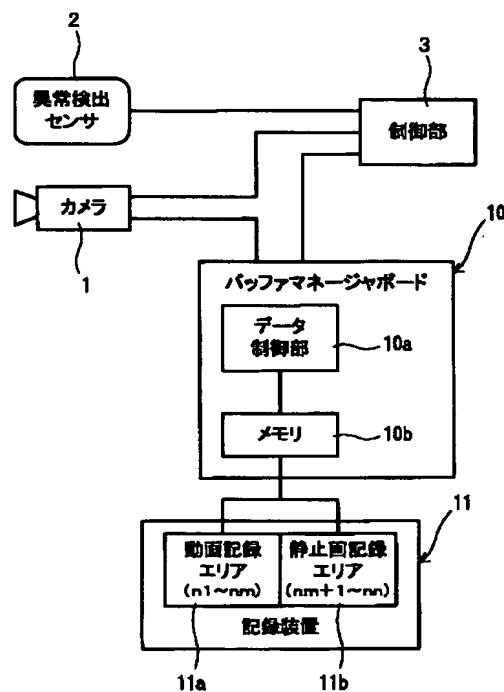 2
異常検出
センサ
3
制御部
カメラ
1
10
バッファマネージャボード
データ
制御部
10a
メモリ
10b
11
動画記録
エリア
(n1~nm)
静止画記録
エリア
(nm+1~nn)
記録装置
11a
11b